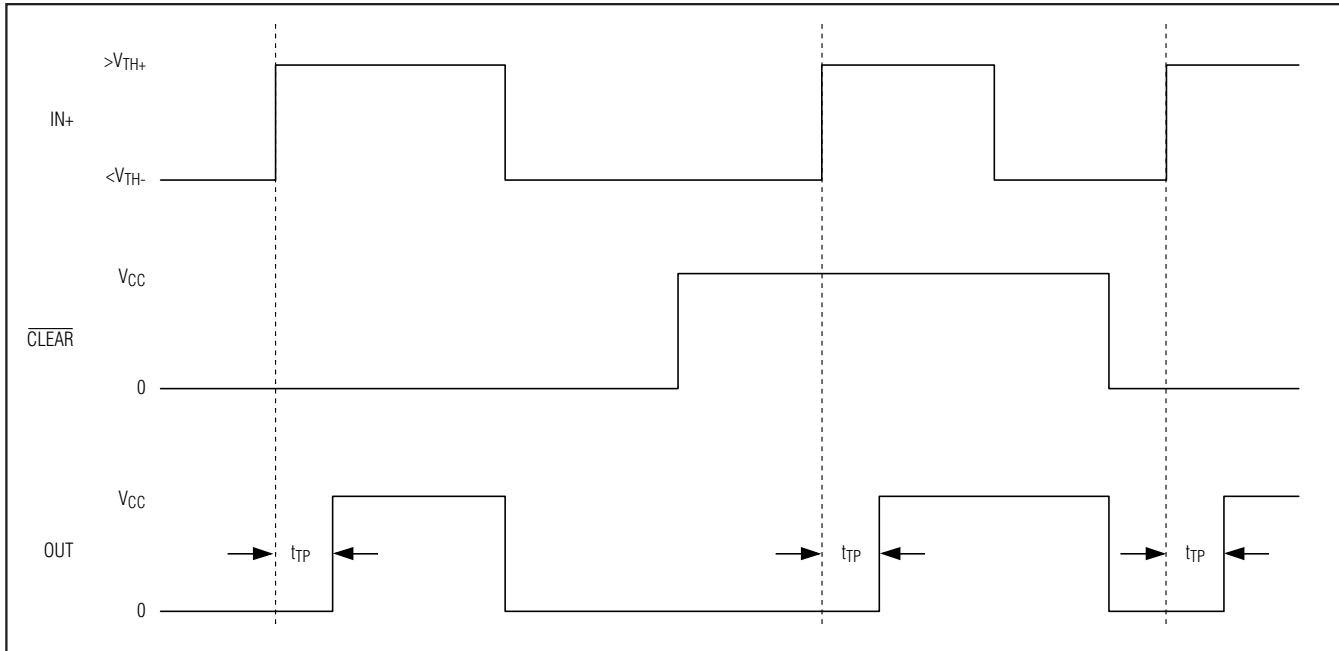 >VTH+
IN+
<VTH-
VCC
CLEAR
0
VCC
OUT
tTP
tTP
tTP
0